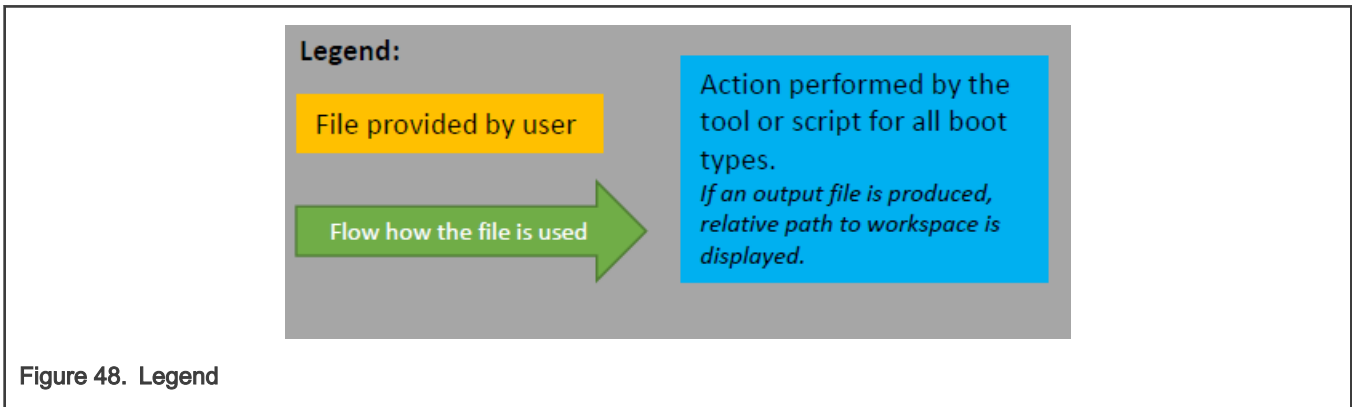 Legend:
File provided by user
Flow how the file is used
Action performed by the
tool or script for all boot
types.
If an output file is produced,
relative path to workspace is
displayed.
Figure 48. Legend